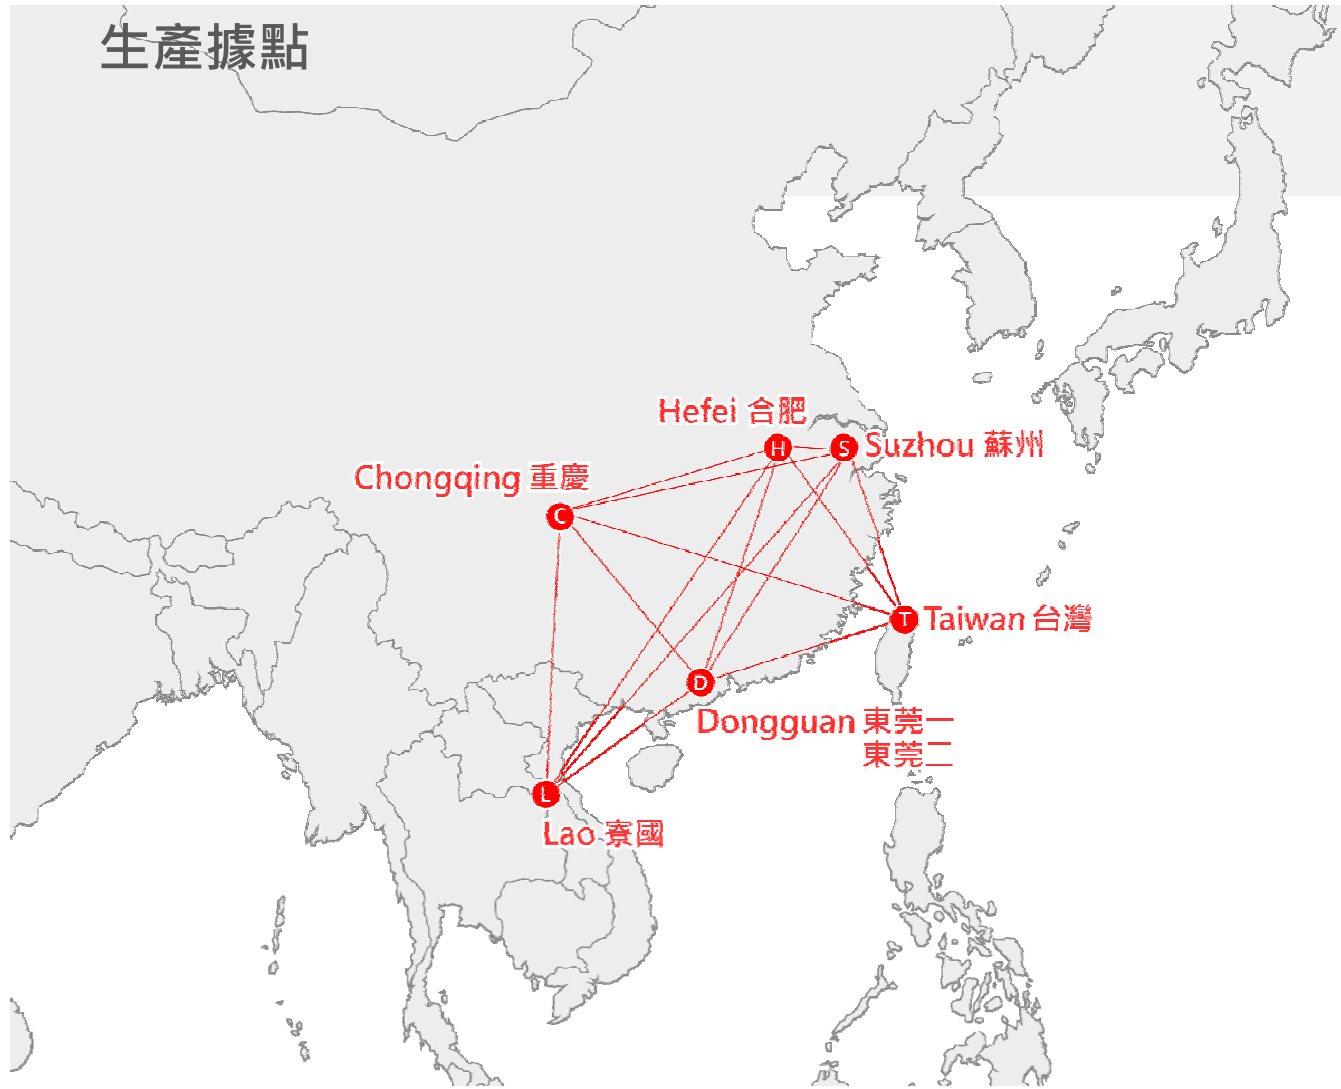 生產據點
Hefei 合肥
H
S
Suzhou 蘇州
Chongqing 重慶
C
T
Taiwan 台灣
D
Dongguan 東莞一
東莞二
L
Lao 寮國